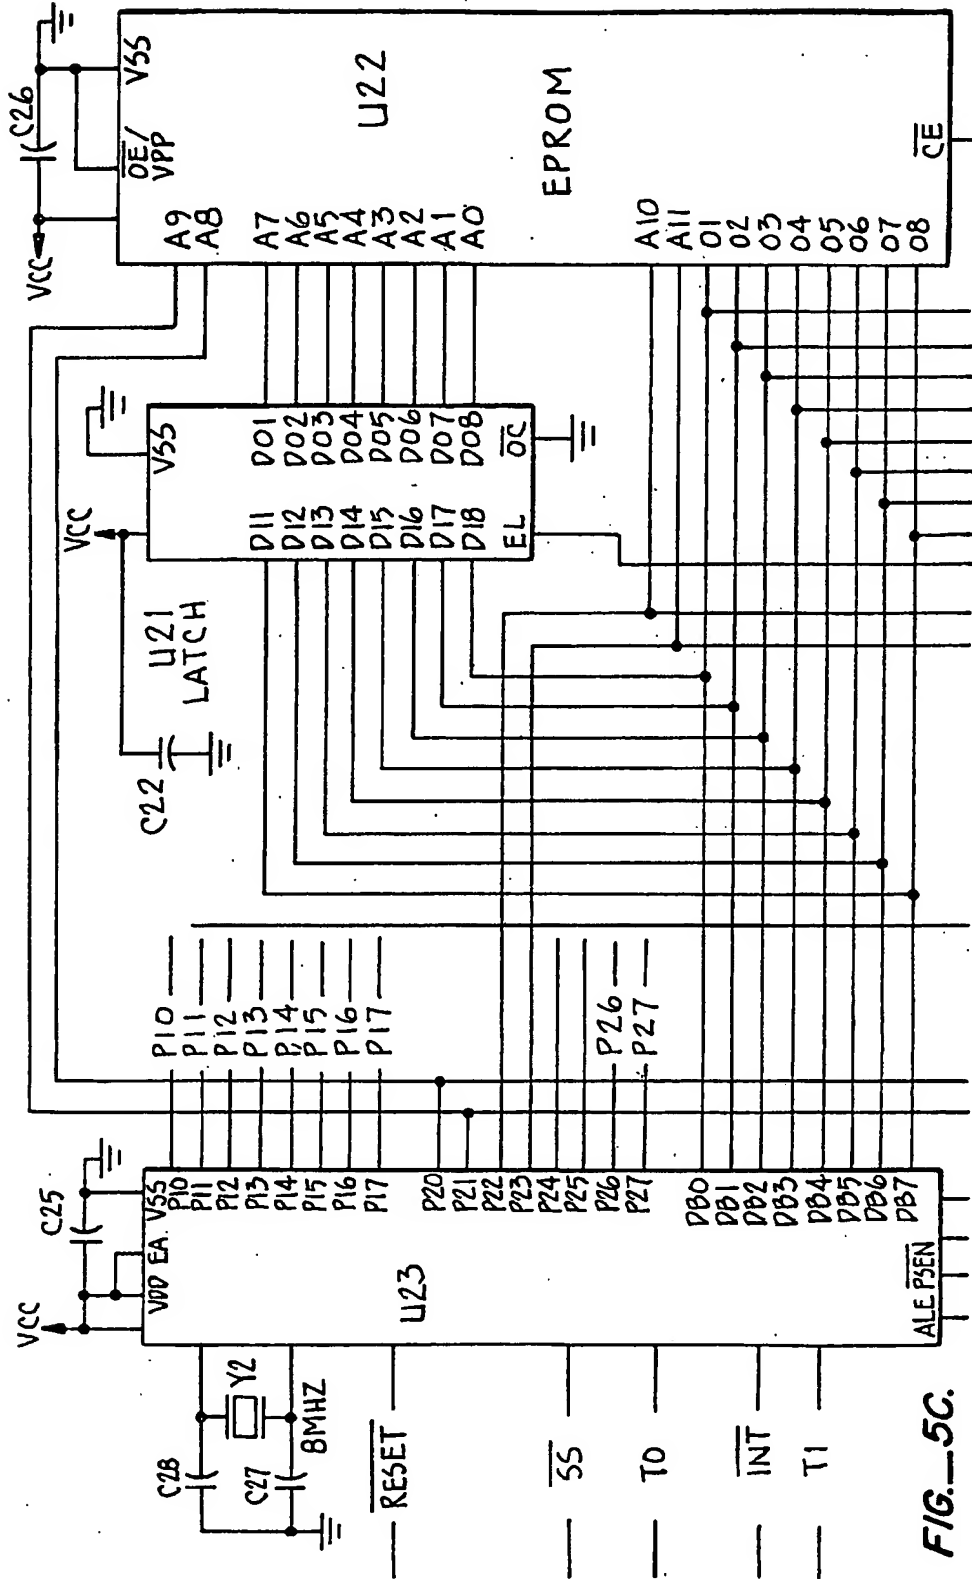 VCC
C26
OE/
VPP
VSS
U22
EPROM
CE
A9
A8
A7
A6
A5
A4
A3
A2
A1
A0
A10
A11
O1
O2
O3
O4
O5
O6
O7
O8
VCC
VSS
DI1 DO1
DI2 DO2
DI3 DO3
DI4 DO4
DI5 DO5
DI6 DO6
DI7 DO7
DI8 DO8
EL OC
U21
LATCH
C22
P10
P11
P12
P13
P14
P15
P16
P17
P26
P27
VCC
C25
VDD EA VSS
P10
P11
P12
P13
P14
P15
P16
P17
P20
P21
P22
P23
P24
P25
P26
P27
DB0
DB1
DB2
DB3
DB4
DB5
DB6
DB7
U23
ALE PSEN
C28
C27
Y2
8MHZ
RESET
SS
T0
INT
T1
FIG.__5C.